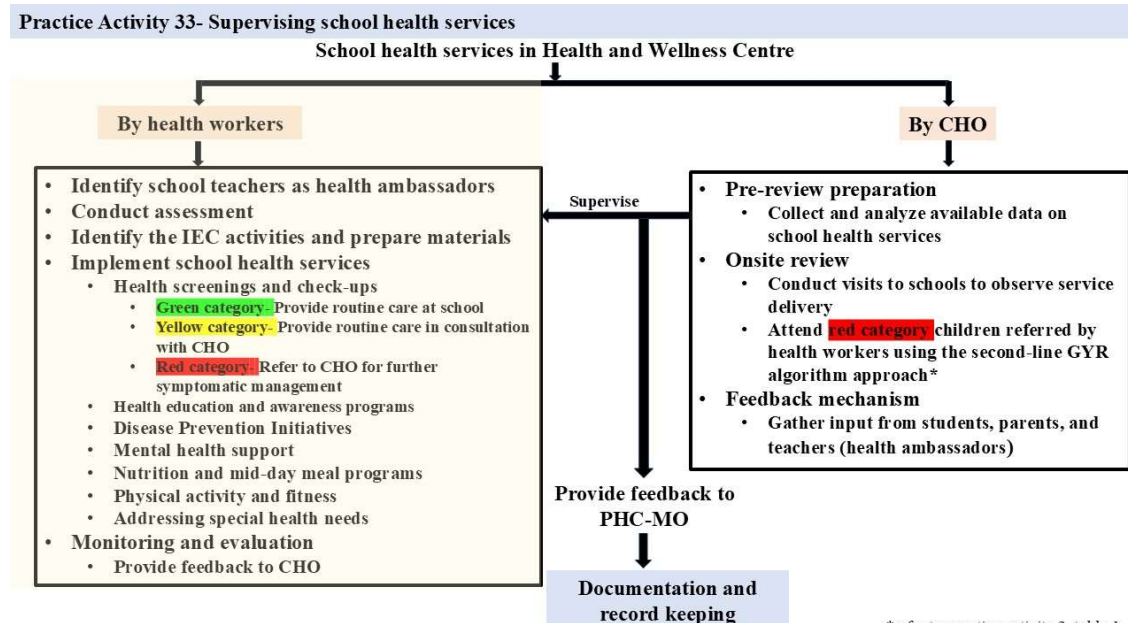 Practice Activity 33- Supervising school health services
School health services in Health and Wellness Centre
By health workers
By CHO
• Identify school teachers as health ambassadors
• Conduct assessment
• Identify the IEC activities and prepare materials
• Implement school health services
• Health screenings and check-ups
• Green category- Provide routine care at school
• Yellow category- Provide routine care in consultation
with CHO
• Red category- Refer to CHO for further
symptomatic management
• Health education and awareness programs
• Disease Prevention Initiatives
• Mental health support
• Nutrition and mid-day meal programs
• Physical activity and fitness
• Addressing special health needs
• Monitoring and evaluation
• Provide feedback to CHO
Supervise
• Pre-review preparation
• Collect and analyze available data on
school health services
• Onsite review
• Conduct visits to schools to observe service
delivery
• Attend red category children referred by
health workers using the second-line GYR
algorithm approach*
• Feedback mechanism
• Gather input from students, parents, and
teachers (health ambassadors)
Provide feedback to
PHC-MO
Documentation and
record keeping